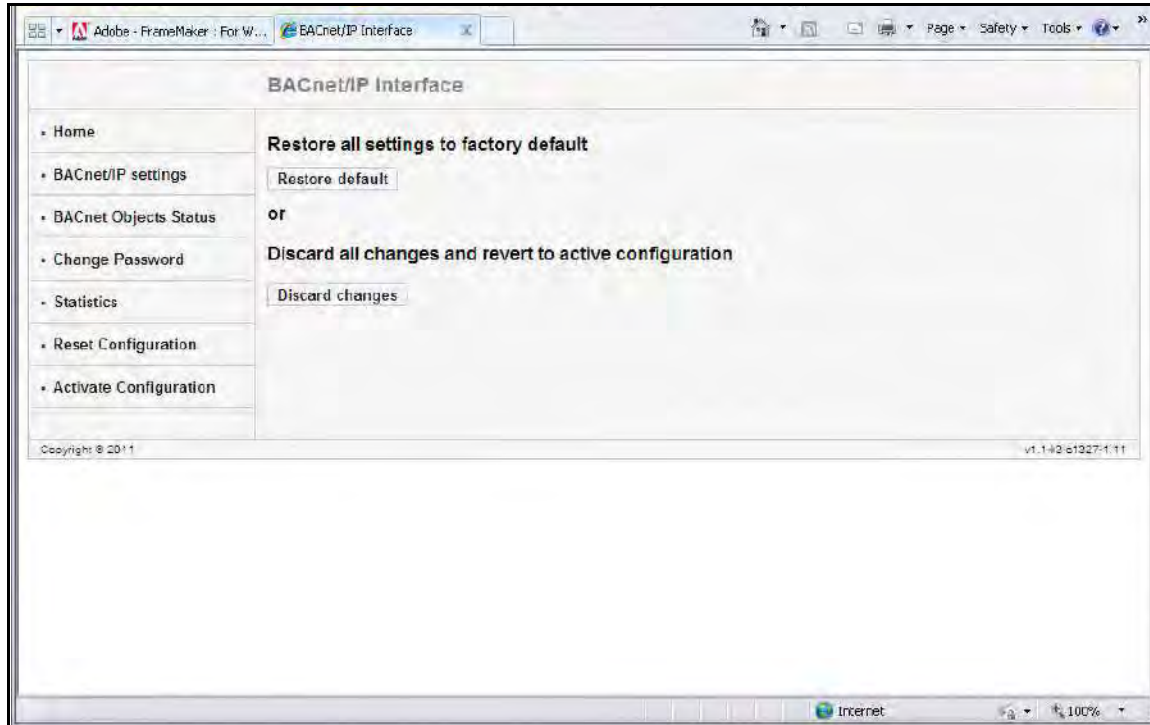 Adobe - FrameMaker : For W... BACnet/IP Interface x Page Safety Tools »
BACnet/IP Interface
Home
Restore all settings to factory default
BACnet/IP settings
Restore default
BACnet Objects Status
or
Change Password
Discard all changes and revert to active configuration
Statistics
Discard changes
Reset Configuration
Activate Configuration
Copyright © 2011
Internet 100%